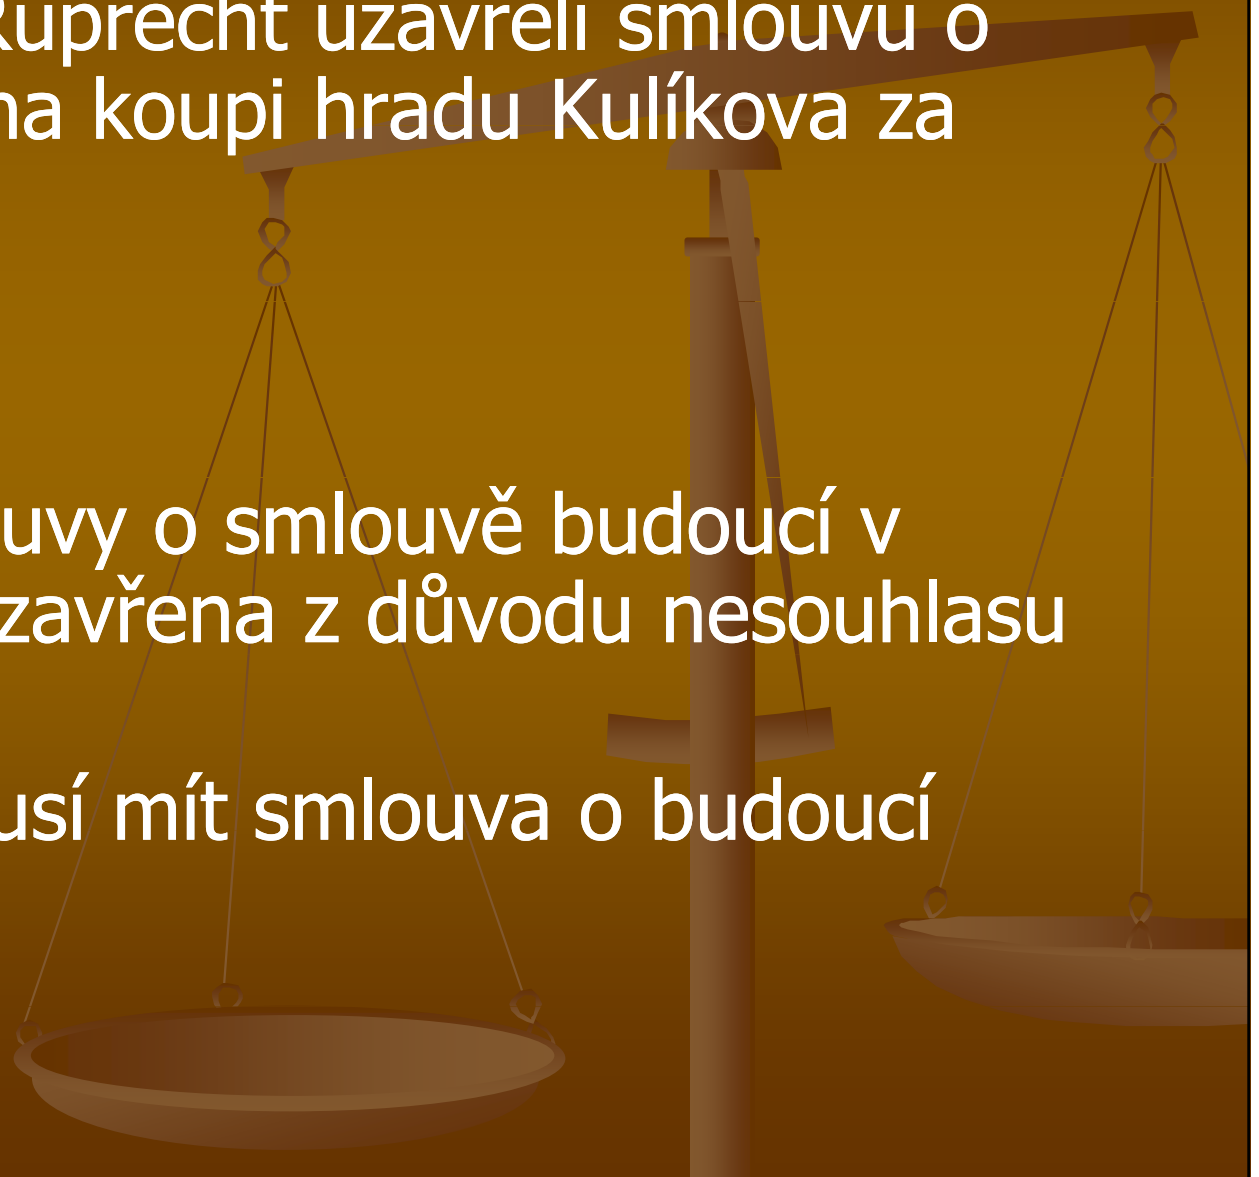 Ruprecht uzavřeli smlouvu o
na koupi hradu Kulíkova za
uvy o smlouvě budoucí v
zavřena z důvodu nesouhlasu
usí mít smlouva o budoucí